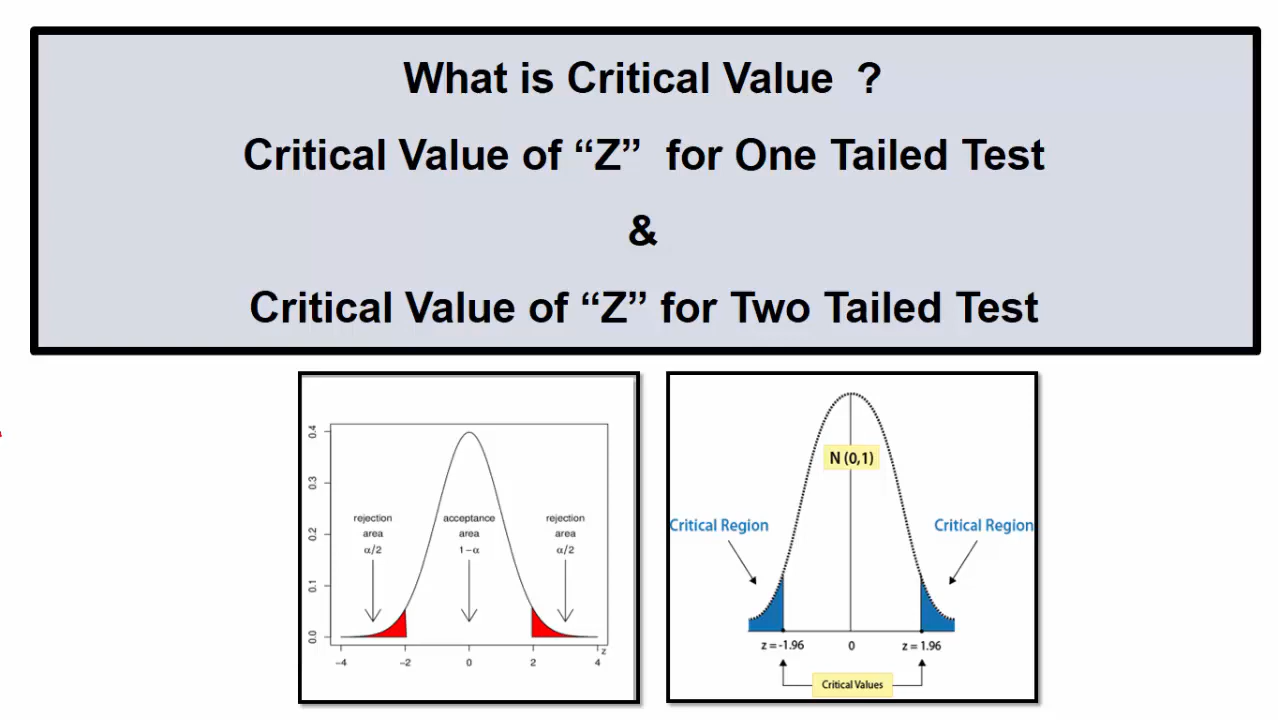 What is Critical Value ?
Critical Value of “Z” for One Tailed Test
&
Critical Value of “Z” for Two Tailed Test
0.4
0.3
0.2
0.1
0.0
rejection
area
α/2
acceptance
area
1−α
rejection
area
α/2
−4
−2
0
2
4
z
N (0,1)
Critical Region
Critical Region
z = -1.96
0
z = 1.96
Critical Values